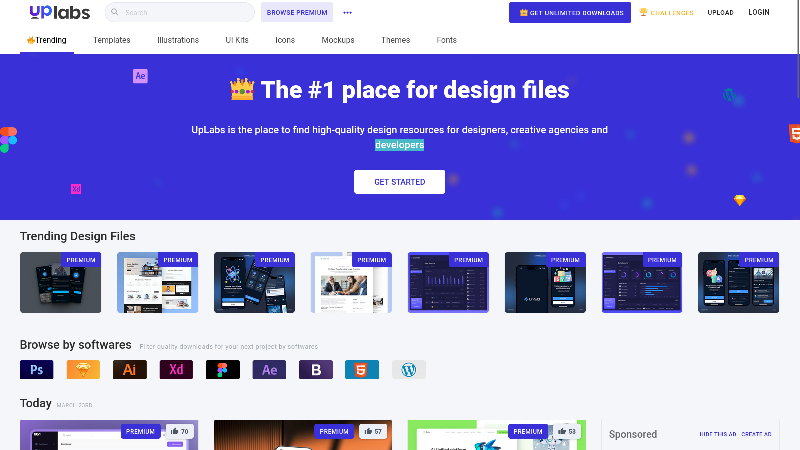 uplabs
Search
BROWSE PREMIUM
GET UNLIMITED DOWNLOADS
CHALLENGES
UPLOAD
LOGIN
Trending
Templates
Illustrations
UI Kits
Icons
Mockups
Themes
Fonts
Ae
The #1 place for design files
UpLabs is the place to find high-quality design resources for designers, creative agencies and
developers
Xd
GET STARTED
Trending Design Files
PREMIUM
PREMIUM
PREMIUM
PREMIUM
PREMIUM
PREMIUM
PREMIUM
PREMIUM
Browse by softwares
Filter quality downloads for your next project by softwares.
Ps
Ai
Xd
Ae
B
5
Today
MARCH 23RD
PREMIUM
70
PREMIUM
57
PREMIUM
53
Sponsored
HIDE THIS AD
CREATE AD